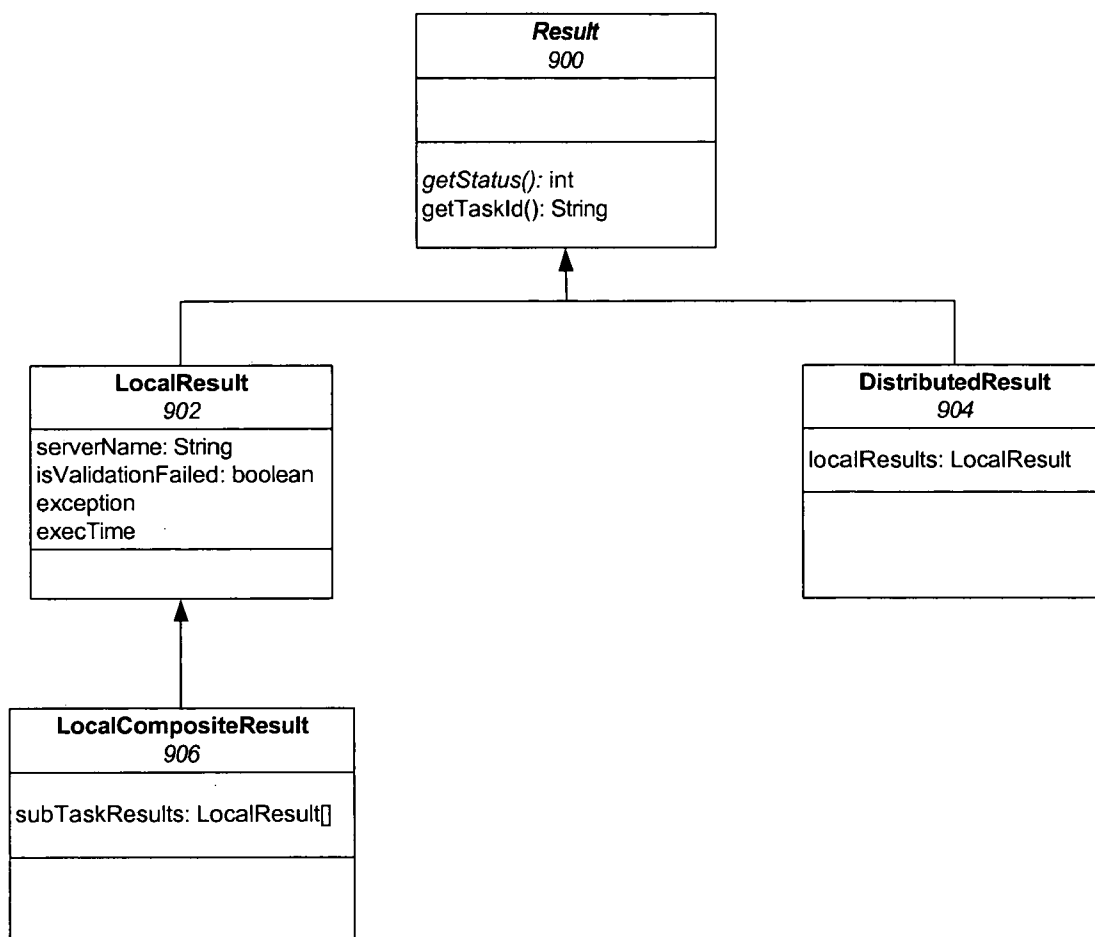 Result
900
getStatus(): int
getTaskId(): String
LocalResult
902
serverName: String
isValidationFailed: boolean
exception
execTime
DistributedResult
904
localResults: LocalResult
LocalCompositeResult
906
subTaskResults: LocalResult[]